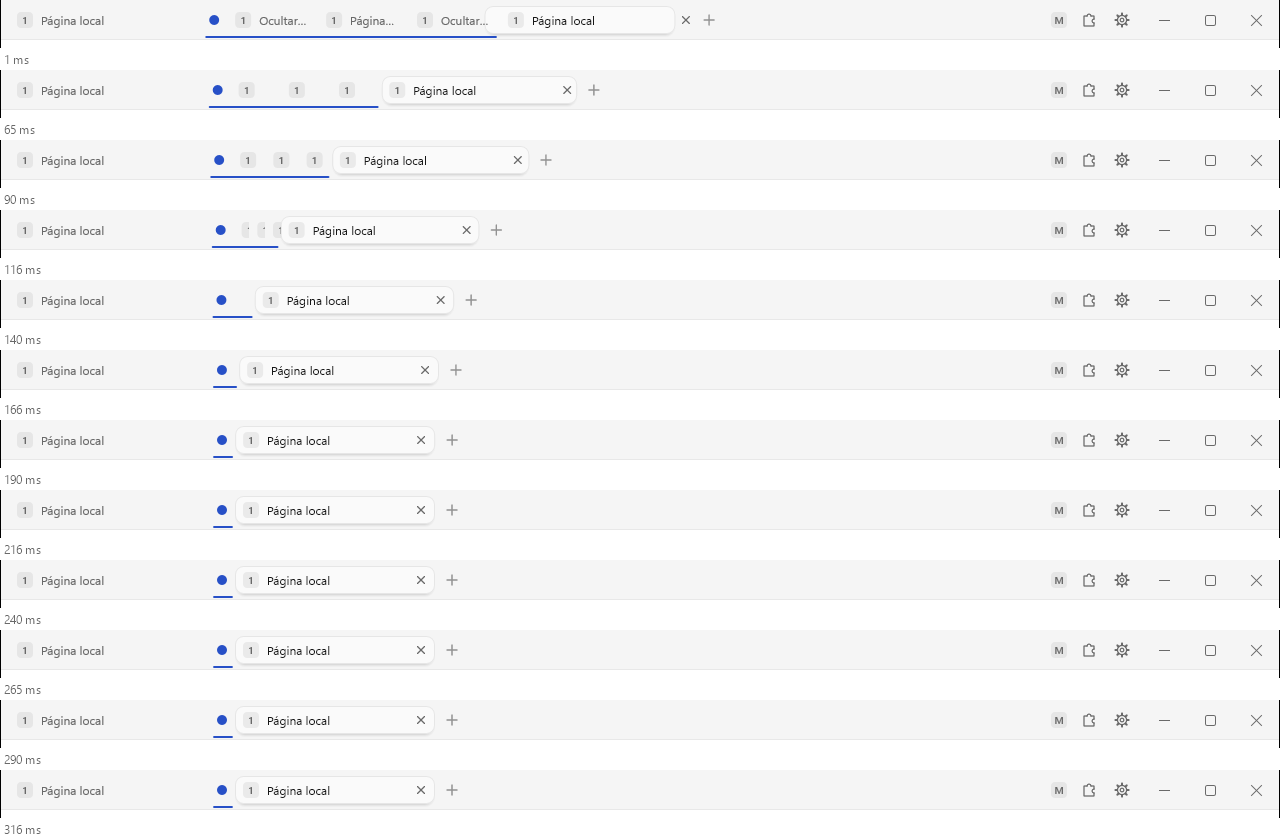 1 Página local 1 Ocultar... 1 Página... 1 Ocultar... 1 Página local M
1 ms
1 Página local 1 1 1 1 Página local M
65 ms
1 Página local 1 1 1 1 Página local M
90 ms
1 Página local 1 Página local M
116 ms
1 Página local 1 Página local M
140 ms
1 Página local 1 Página local M
166 ms
1 Página local 1 Página local M
190 ms
1 Página local 1 Página local M
216 ms
1 Página local 1 Página local M
240 ms
1 Página local 1 Página local M
265 ms
1 Página local 1 Página local M
290 ms
1 Página local 1 Página local M
316 ms